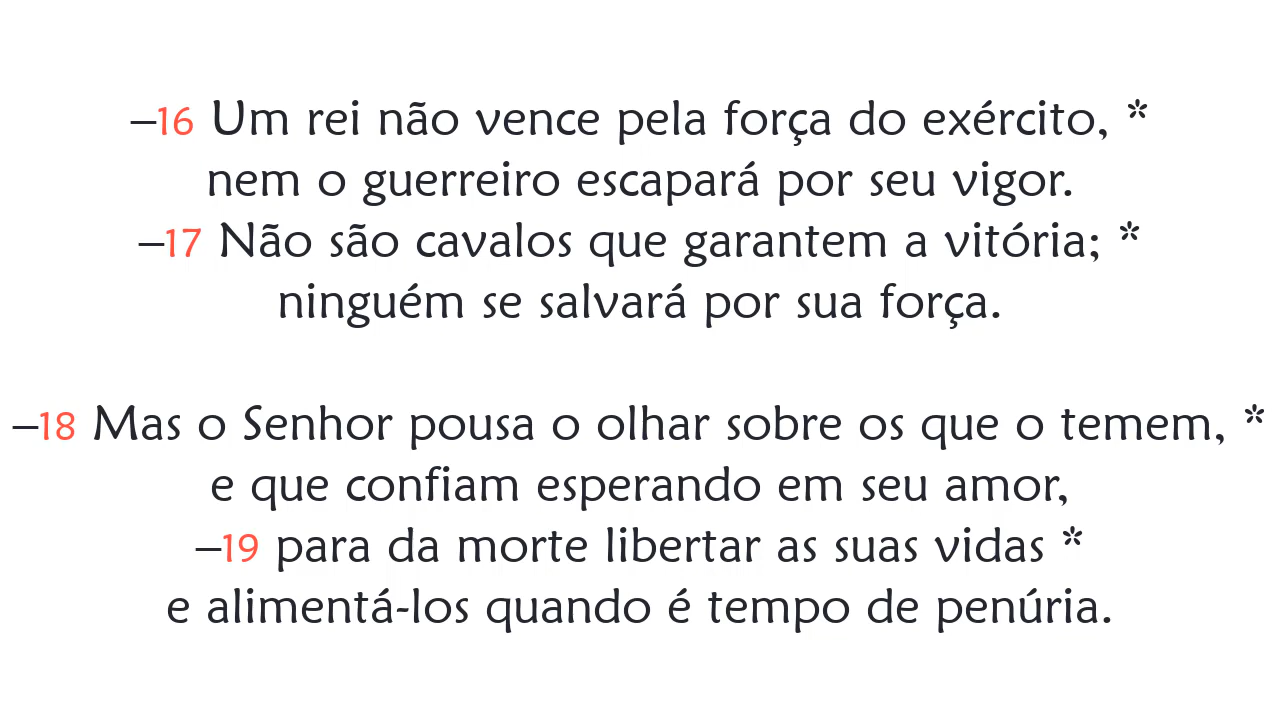 –16 Um rei não vence pela força do exército, *
nem o guerreiro escapará por seu vigor.
–17 Não são cavalos que garantem a vitória; *
ninguém se salvará por sua força.
–18 Mas o Senhor pousa o olhar sobre os que o temem, *
e que confiam esperando em seu amor,
–19 para da morte libertar as suas vidas *
e alimentá-los quando é tempo de penúria.